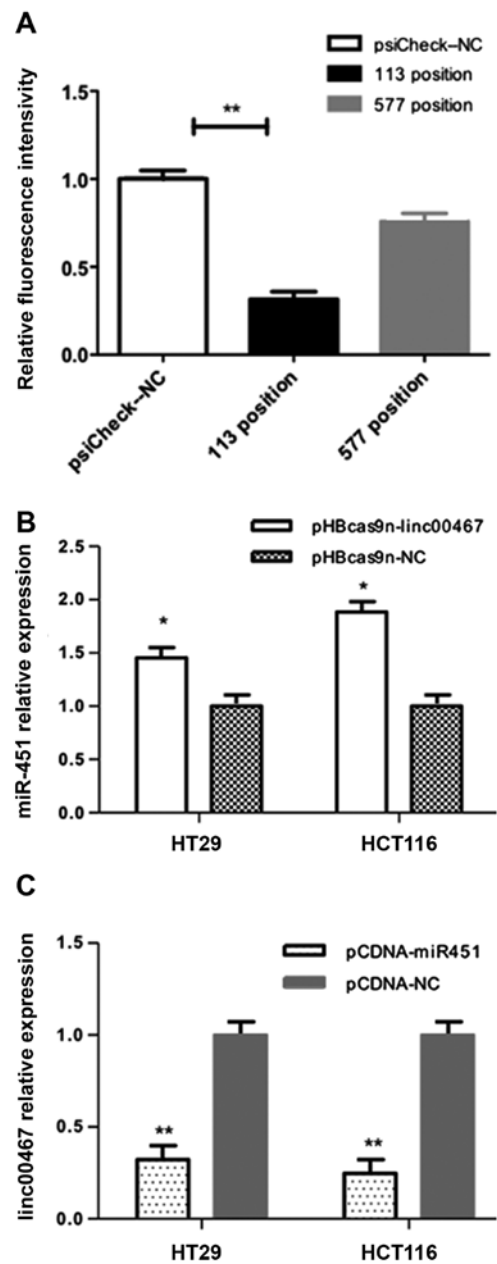 A
psiCheck–NC
113 position
577 position
Relative fluorescence intensivity
1.5
1.0
0.5
0.0
**
psiCheck–NC
113 position
577 position
B
pHBcas9n-linc00467
pHBcas9n-NC
miR-451 relative expression
2.5
2.0
1.5
1.0
0.5
0.0
*
*
HT29
HCT116
C
pCDNA-miR451
pCDNA-NC
linc00467 relative expression
1.5
1.0
0.5
0.0
**
**
HT29
HCT116